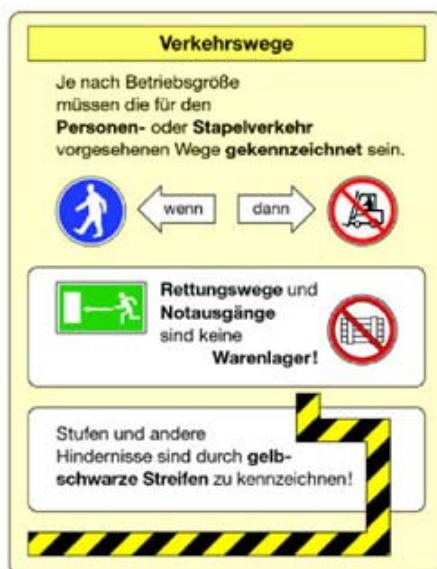 Verkehrswege
Je nach Betriebsgröße
müssen die für den
Personen- oder Stapelverkehr
vorgesehenen Wege gekennzeichnet sein.
wenn dann
Rettungswege und
Notausgänge
sind keine
Warenlager!
Stufen und andere
Hindernisse sind durch gelb-
schwarze Streifen zu kennzeichnen!